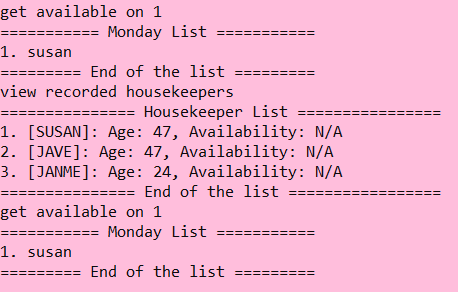 get available on 1
=========== Monday List ===========
1. susan
========= End of the list =========
view recorded housekeepers
=============== Housekeeper List ================
1. [SUSAN]: Age: 47, Availability: N/A
2. [JAVE]: Age: 47, Availability: N/A
3. [JANME]: Age: 24, Availability: N/A
=============== End of the list =================
get available on 1
=========== Monday List ===========
1. susan
========= End of the list =========